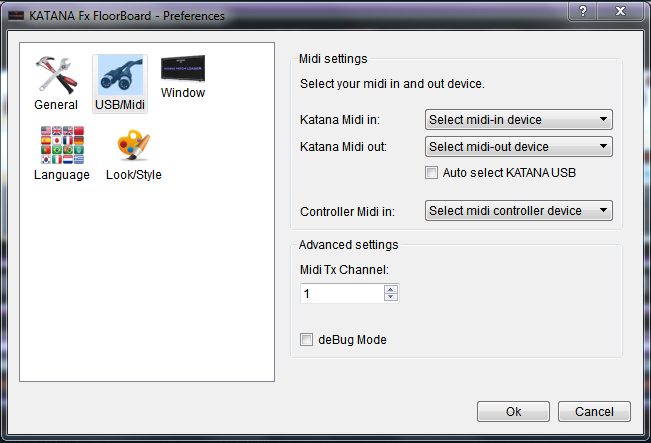 KATANA Fx FloorBoard - Preferences
General
USB/Midi
Window
Language
Look/Style
Midi settings
Select your midi in and out device.
Katana Midi in:
Select midi-in device
Katana Midi out:
Select midi-out device
Auto select KATANA USB
Controller Midi in:
Select midi controller device
Advanced settings
Midi Tx Channel:
1
deBug Mode
Ok
Cancel